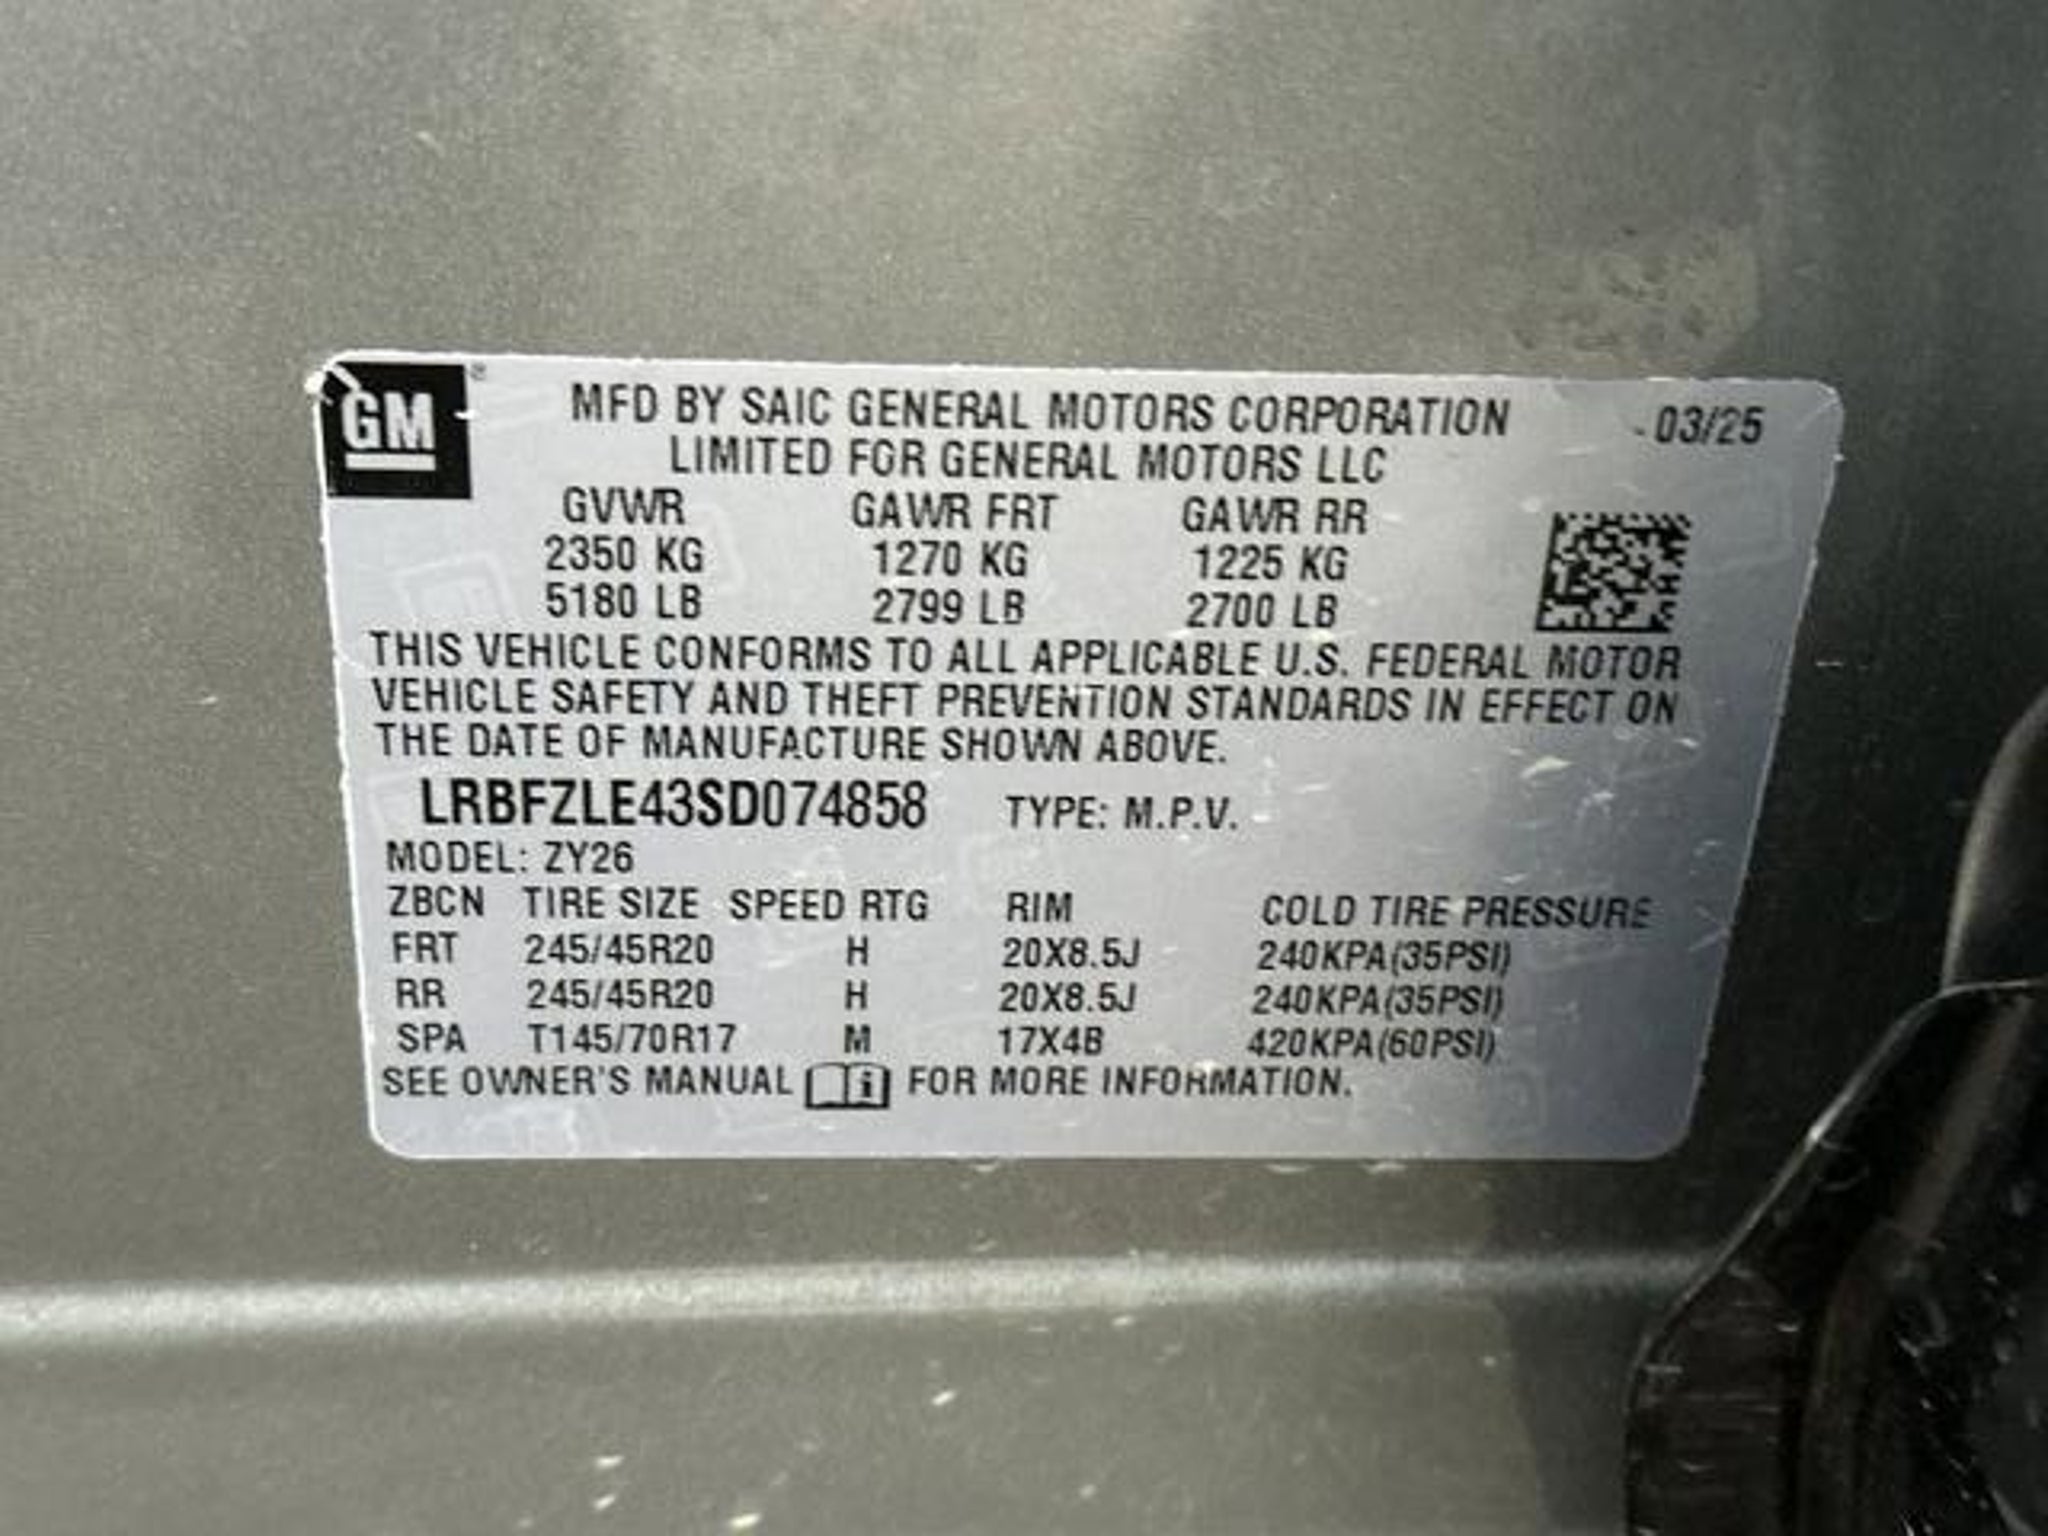 GM ®
MFD BY SAIC GENERAL MOTORS CORPORATION - 03/25
LIMITED FOR GENERAL MOTORS LLC
GVWR GAWR FRT GAWR RR
2350 KG 1270 KG 1225 KG
5180 LB 2799 LB 2700 LB
THIS VEHICLE CONFORMS TO ALL APPLICABLE U.S. FEDERAL MOTOR
VEHICLE SAFETY AND THEFT PREVENTION STANDARDS IN EFFECT ON
THE DATE OF MANUFACTURE SHOWN ABOVE.
LRBFZLE43SD074858 TYPE: M.P.V.
MODEL: ZY26
ZBCN TIRE SIZE SPEED RTG RIM COLD TIRE PRESSURE
FRT 245/45R20 H 20X8.5J 240KPA(35PSI)
RR 245/45R20 H 20X8.5J 240KPA(35PSI)
SPA T145/70R17 M 17X4B 420KPA(60PSI)
SEE OWNER'S MANUAL FOR MORE INFORMATION.